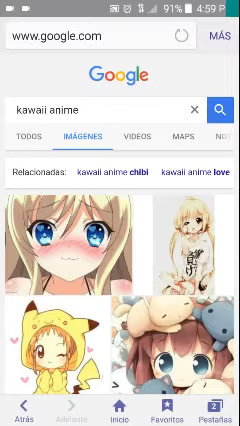 91% 4:59 P
www.google.com MÁS
Google
kawaii anime
TODOS IMÁGENES VIDEOS MAPS NOT
Relacionadas: kawaii anime chibi kawaii anime love
Atrás Adelante Inicio Favoritos Pestañas
2